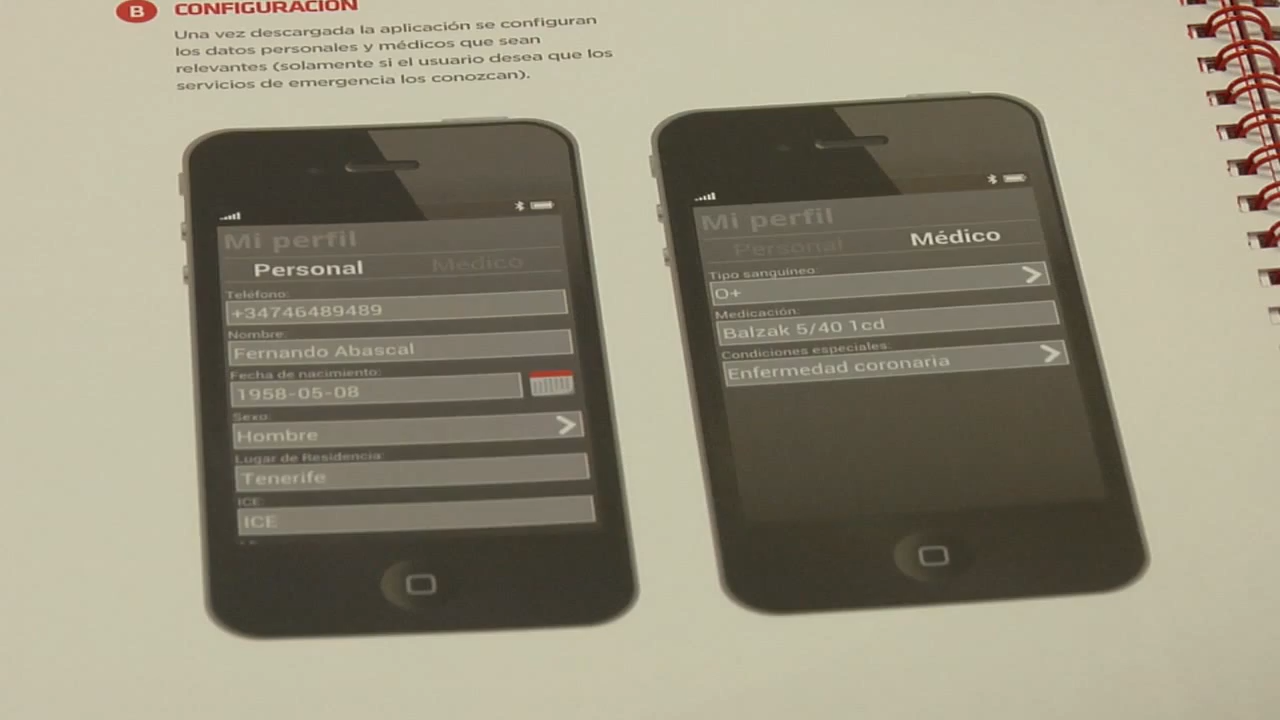 B CONFIGURACIÓN
Una vez descargada la aplicación se configuran
los datos personales y médicos que sean
relevantes (solamente si el usuario desea que los
servicios de emergencia los conozcan).
Mi perfil
Personal Médico
Teléfono:
+34746489489
Nombre:
Fernando Abascal
Fecha de nacimiento:
1958-05-08
Sexo:
Hombre
Lugar de Residencia:
Tenerife
ICE:
ICE
Mi perfil
Personal Médico
Tipo sanguíneo:
O+
Medicación:
Balzak 5/40 1cd
Condiciones especiales:
Enfermedad coronaria